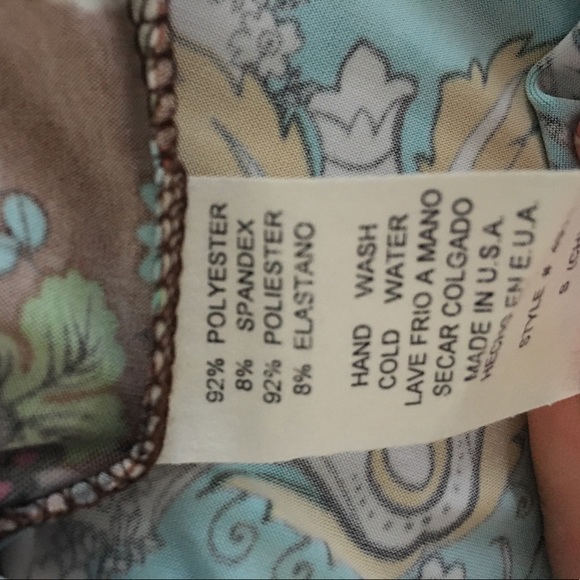 92% POLYESTER
8% SPANDEX
92% POLIESTER
8% ELASTANO
HAND WASH
COLD WATER
LAVE FRIO A MANO
SECAR COLGADO
MADE IN U.S.A.
HECHO EN E.U.A.
STYLE #
S